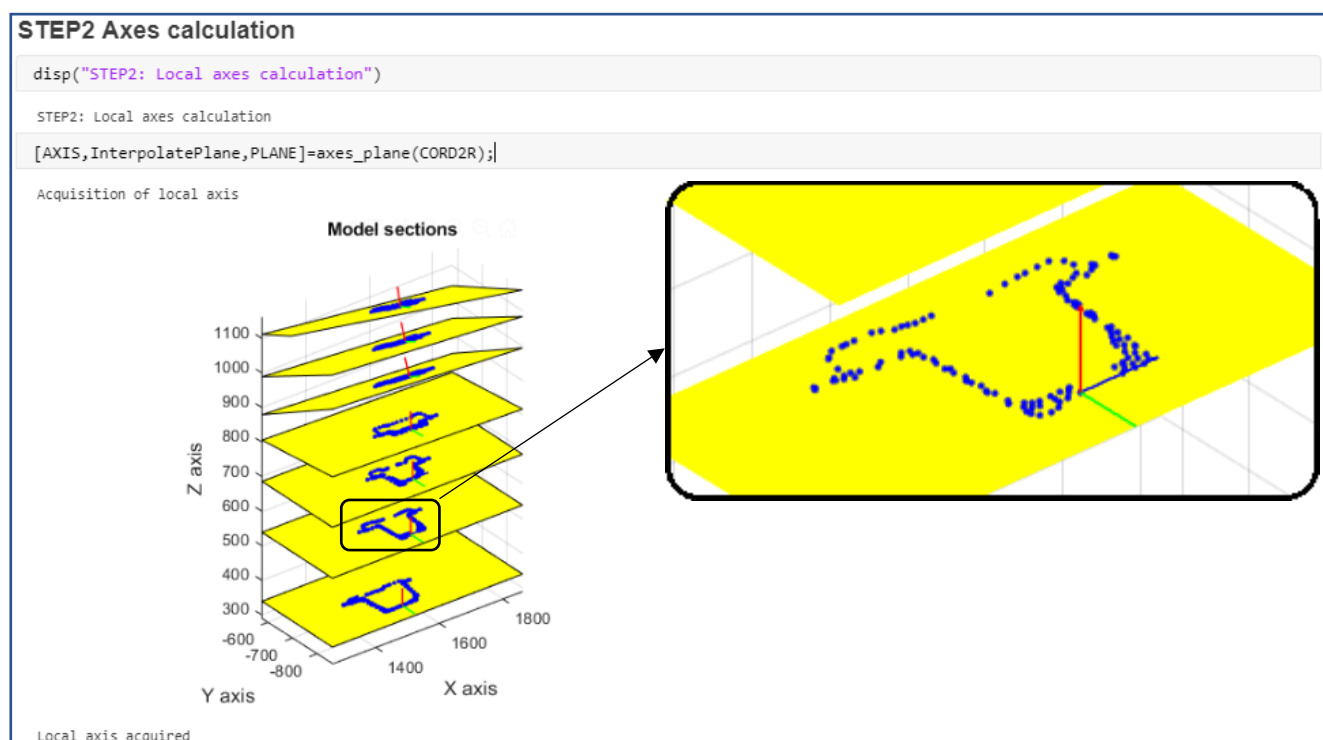 STEP2 Axes calculation
disp("STEP2: Local axes calculation")
STEP2: Local axes calculation
[AXIS,InterpolatePlane,PLANE]=axes_plane(CORD2R);
Acquisition of local axis
Model sections
1100
1000
900
800
700
600
500
400
300
Z axis
-600
-700
-800
Y axis
1400
1600
1800
X axis
Local axis acquired